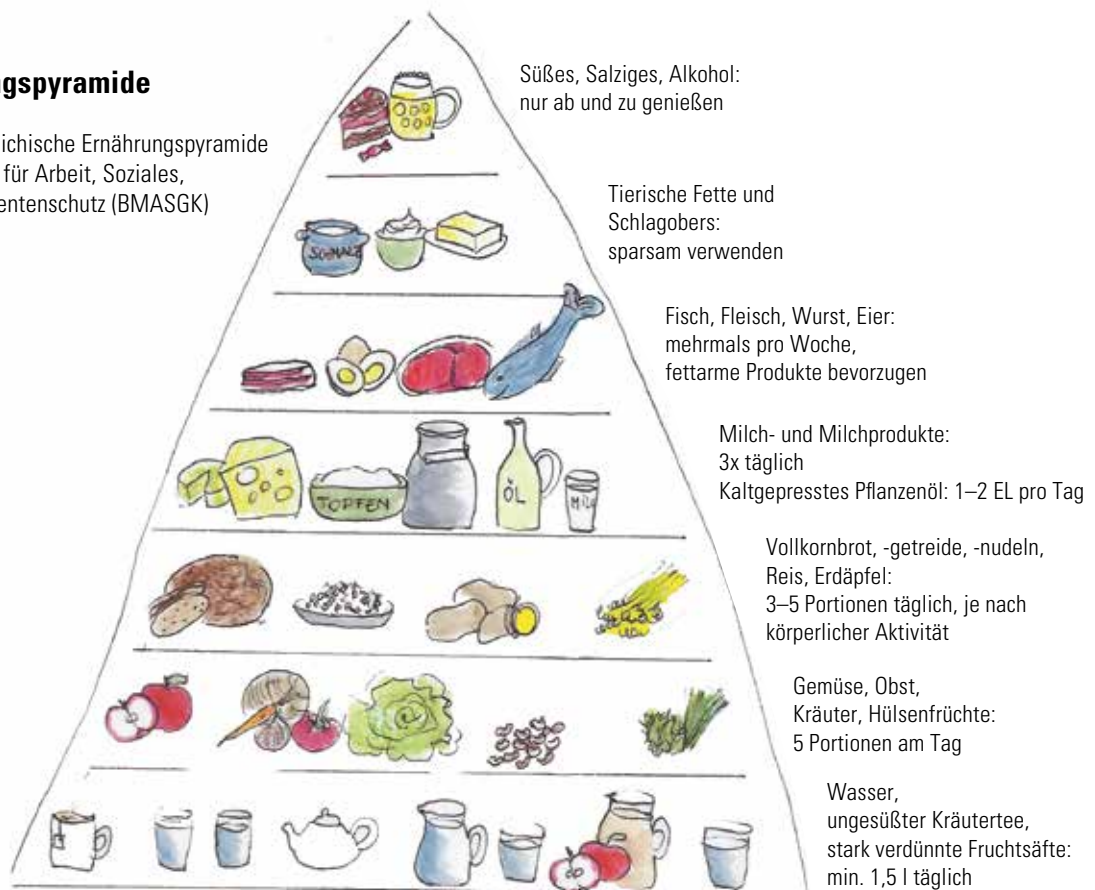 ngspyramide
ichische Ernährungspyramide
für Arbeit, Soziales,
entenschutz (BMASGK)
Süßes, Salziges, Alkohol:
nur ab und zu genießen
Tierische Fette und
Schlagobers:
sparsam verwenden
SCHMALZ
Fisch, Fleisch, Wurst, Eier:
mehrmals pro Woche,
fettarme Produkte bevorzugen
Milch- und Milchprodukte:
3x täglich
Kaltgepresstes Pflanzenöl: 1–2 EL pro Tag
TOPFEN
ÖL
MILCH
Vollkornbrot, -getreide, -nudeln,
Reis, Erdäpfel:
3–5 Portionen täglich, je nach
körperlicher Aktivität
Gemüse, Obst,
Kräuter, Hülsenfrüchte:
5 Portionen am Tag
Wasser,
ungesüßter Kräutertee,
stark verdünnte Fruchtsäfte:
min. 1,5 l täglich